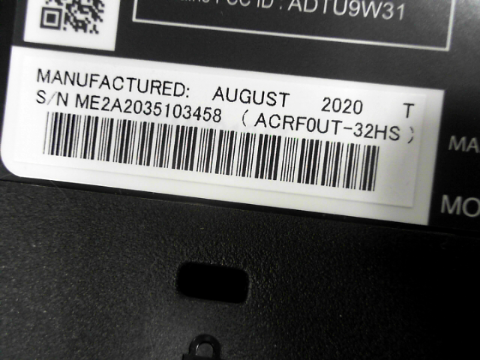 FCC ID : ADTU9W31
MANUFACTURED: AUGUST 2020 T
S/N ME2A2035103458 ( ACRF0UT-32HS )
MA
MO